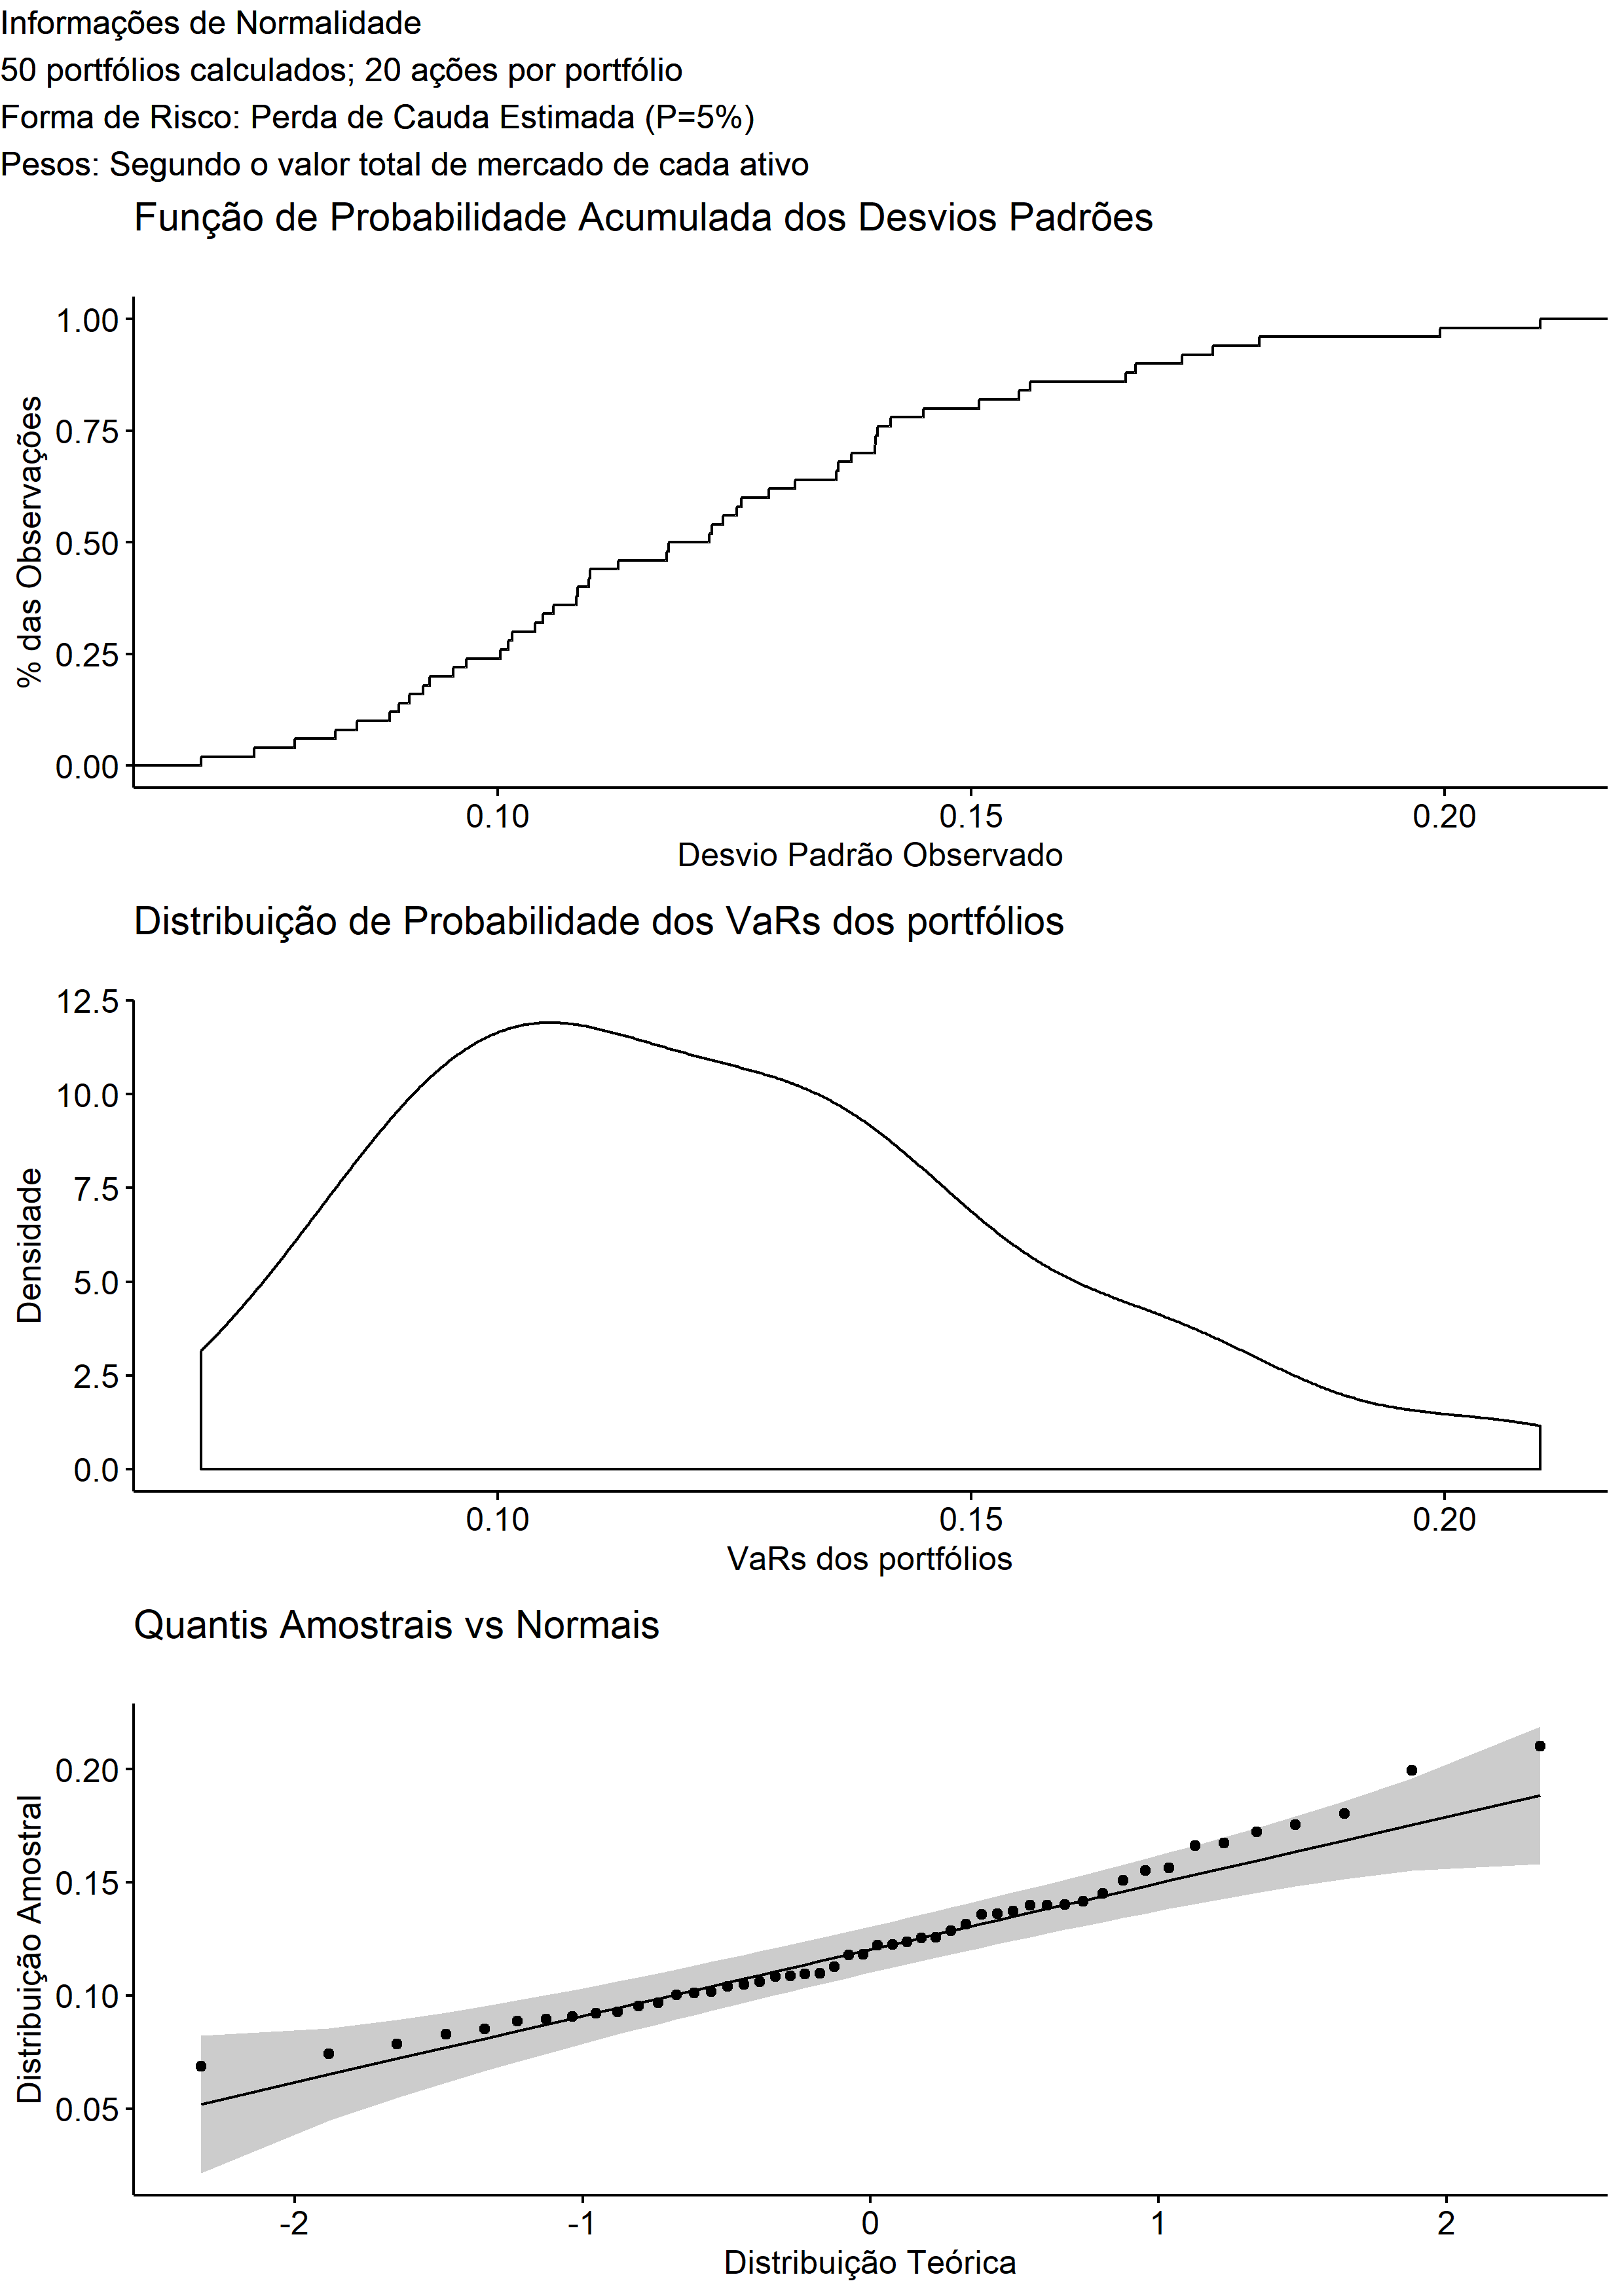 Informações de Normalidade
50 portfólios calculados; 20 ações por portfólio
Forma de Risco: Perda de Cauda Estimada (P=5%)
Pesos: Segundo o valor total de mercado de cada ativo
Função de Probabilidade Acumulada dos Desvios Padrões
% das Observações
1.00
0.75
0.50
0.25
0.00
0.10 0.15 0.20
Desvio Padrão Observado
Distribuição de Probabilidade dos VaRs dos portfólios
Densidade
12.5
10.0
7.5
5.0
2.5
0.0
0.10 0.15 0.20
VaRs dos portfólios
Quantis Amostrais vs Normais
Distribuição Amostral
0.20
0.15
0.10
0.05
-2 -1 0 1 2
Distribuição Teórica